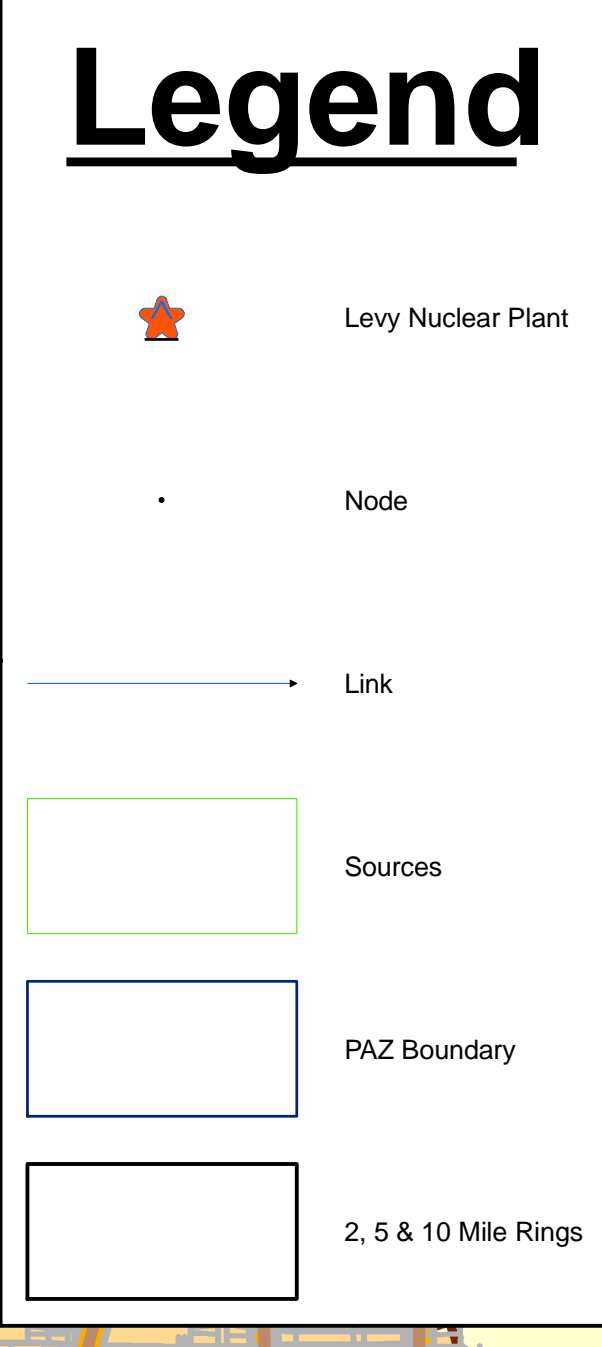 Legend
Levy Nuclear Plant
Node
Link
Sources
PAZ Boundary
2, 5 & 10 Mile Rings